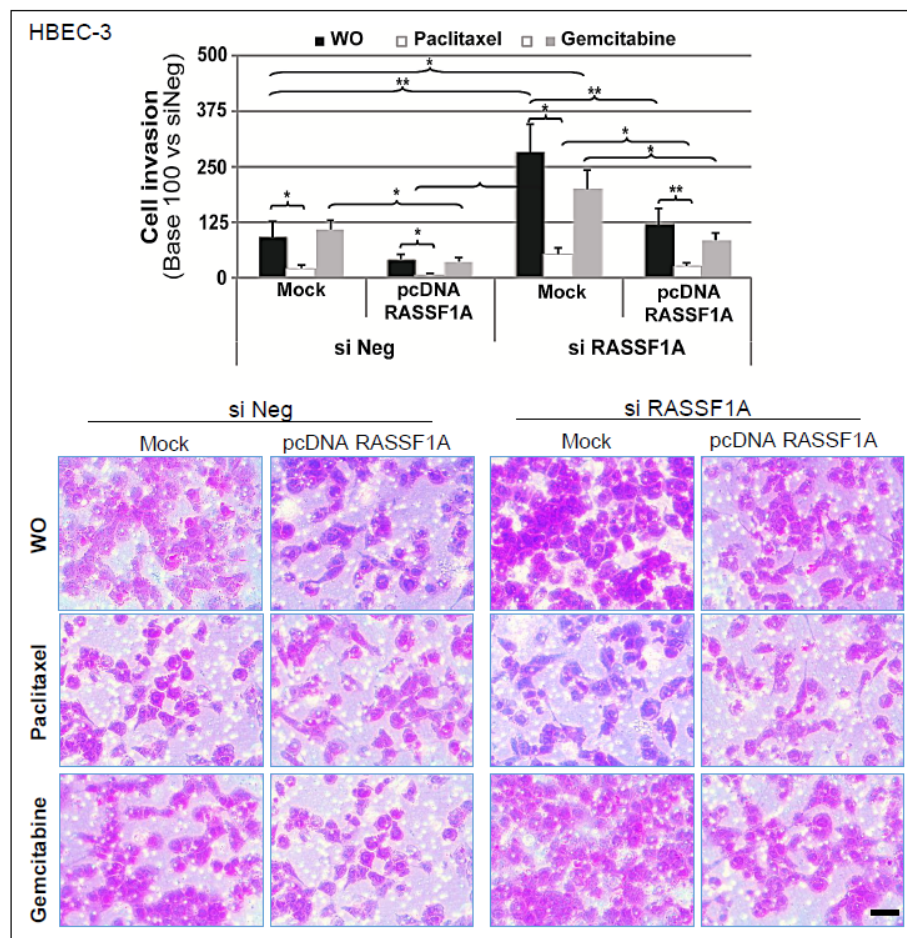 HBEC-3
WO Paclitaxel Gemcitabine
Cell invasion
(Base 100 vs siNeg)
500
375
250
125
0
*
**
**
*
*
*
*
*
*
**
Mock
pcDNA
RASSF1A
Mock
pcDNA
RASSF1A
si Neg
si RASSF1A
si Neg
si RASSF1A
Mock
pcDNA RASSF1A
Mock
pcDNA RASSF1A
WO
Paclitaxel
Gemcitabine